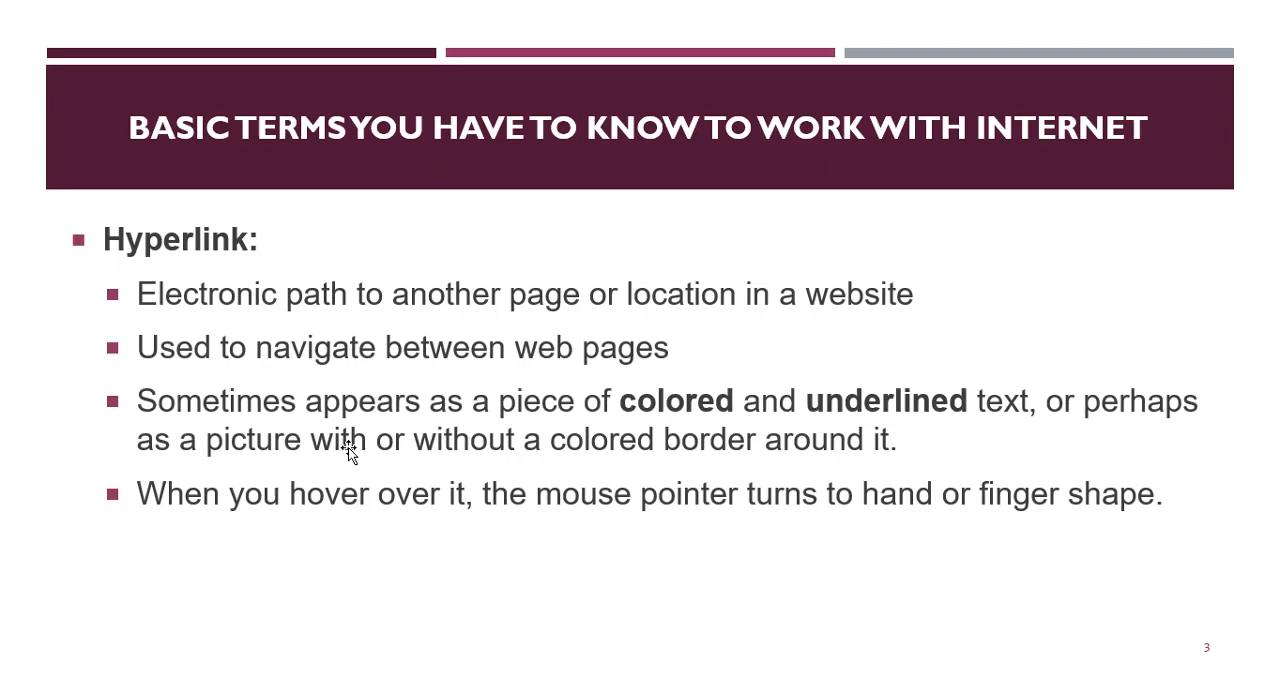 BASIC TERMS YOU HAVE TO KNOW TO WORK WITH INTERNET
Hyperlink:
Electronic path to another page or location in a website
Used to navigate between web pages
Sometimes appears as a piece of colored and underlined text, or perhaps
as a picture with or without a colored border around it.
When you hover over it, the mouse pointer turns to hand or finger shape.
3